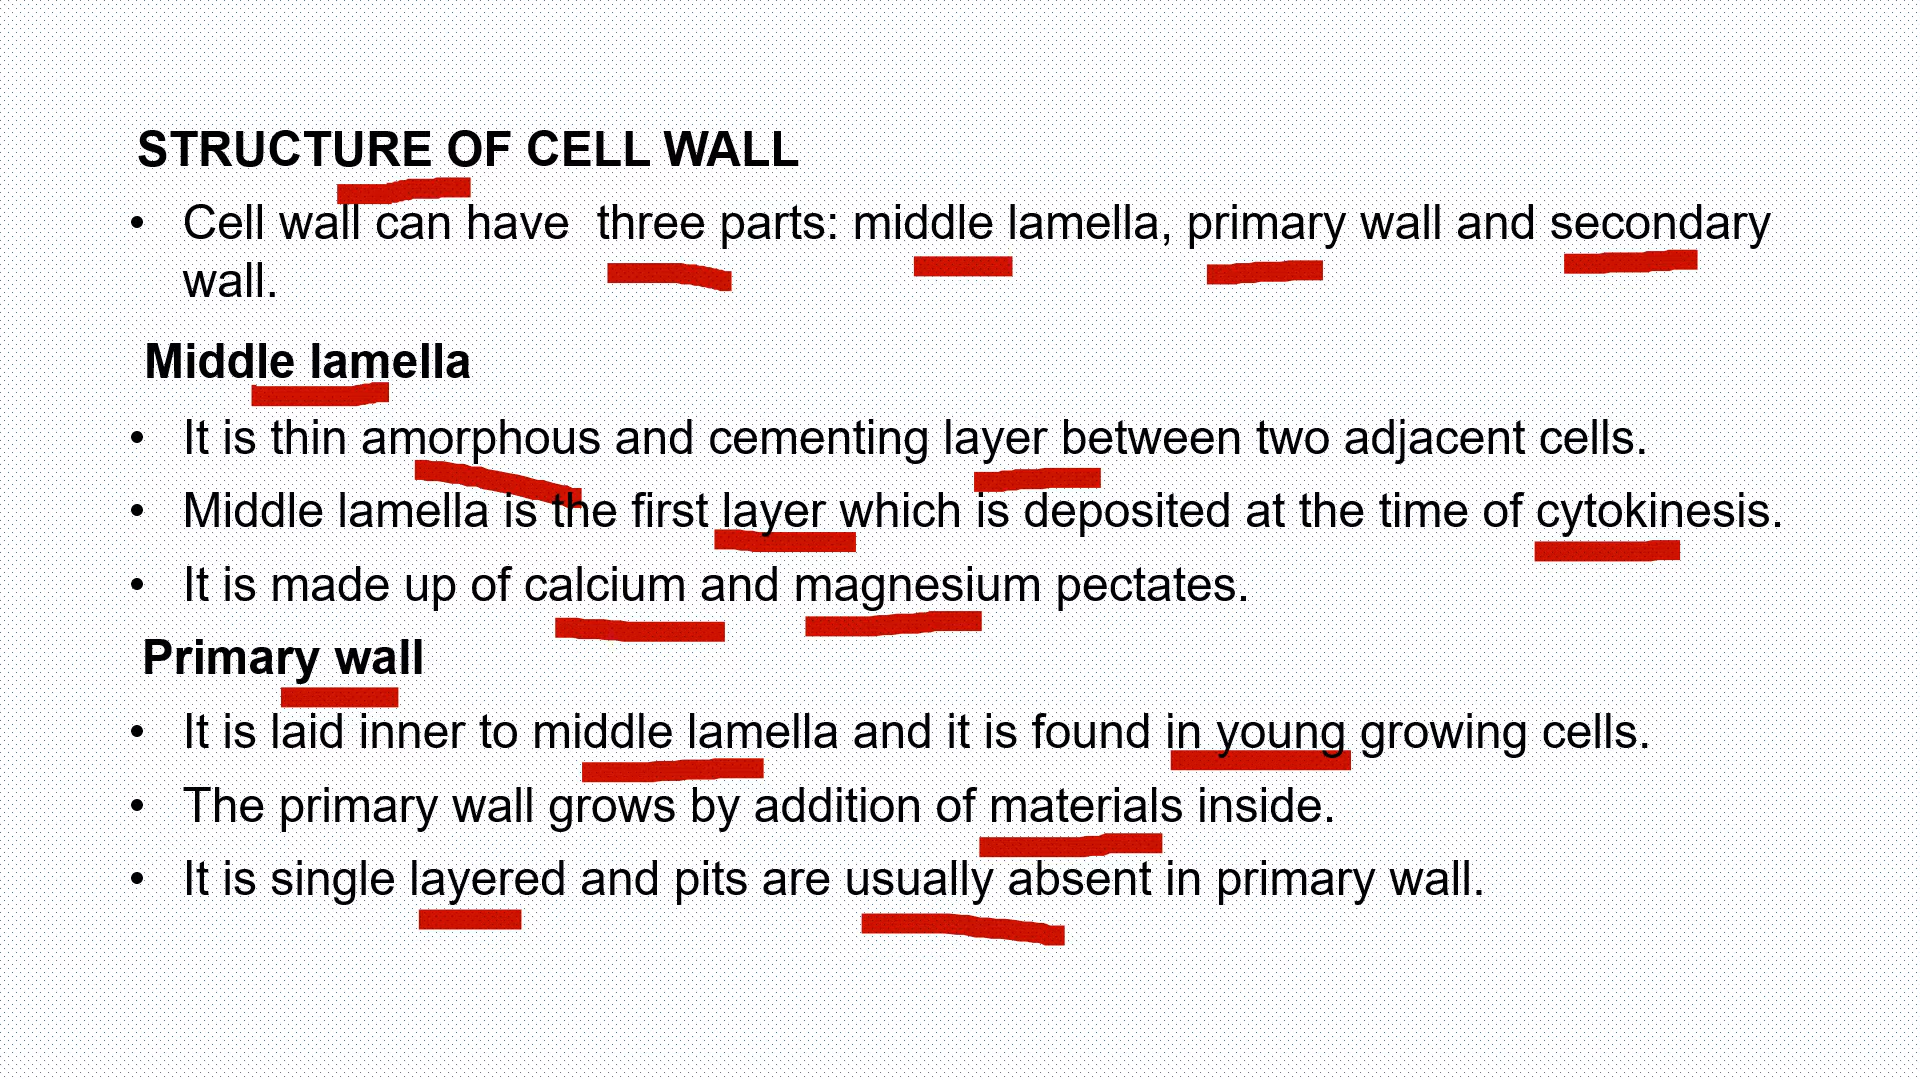 STRUCTURE OF CELL WALL
• Cell wall can have  three parts: middle lamella, primary wall and secondary
wall.
Middle lamella
• It is thin amorphous and cementing layer between two adjacent cells.
• Middle lamella is the first layer which is deposited at the time of cytokinesis.
• It is made up of calcium and magnesium pectates.
Primary wall
• It is laid inner to middle lamella and it is found in young growing cells.
• The primary wall grows by addition of materials inside.
• It is single layered and pits are usually absent in primary wall.